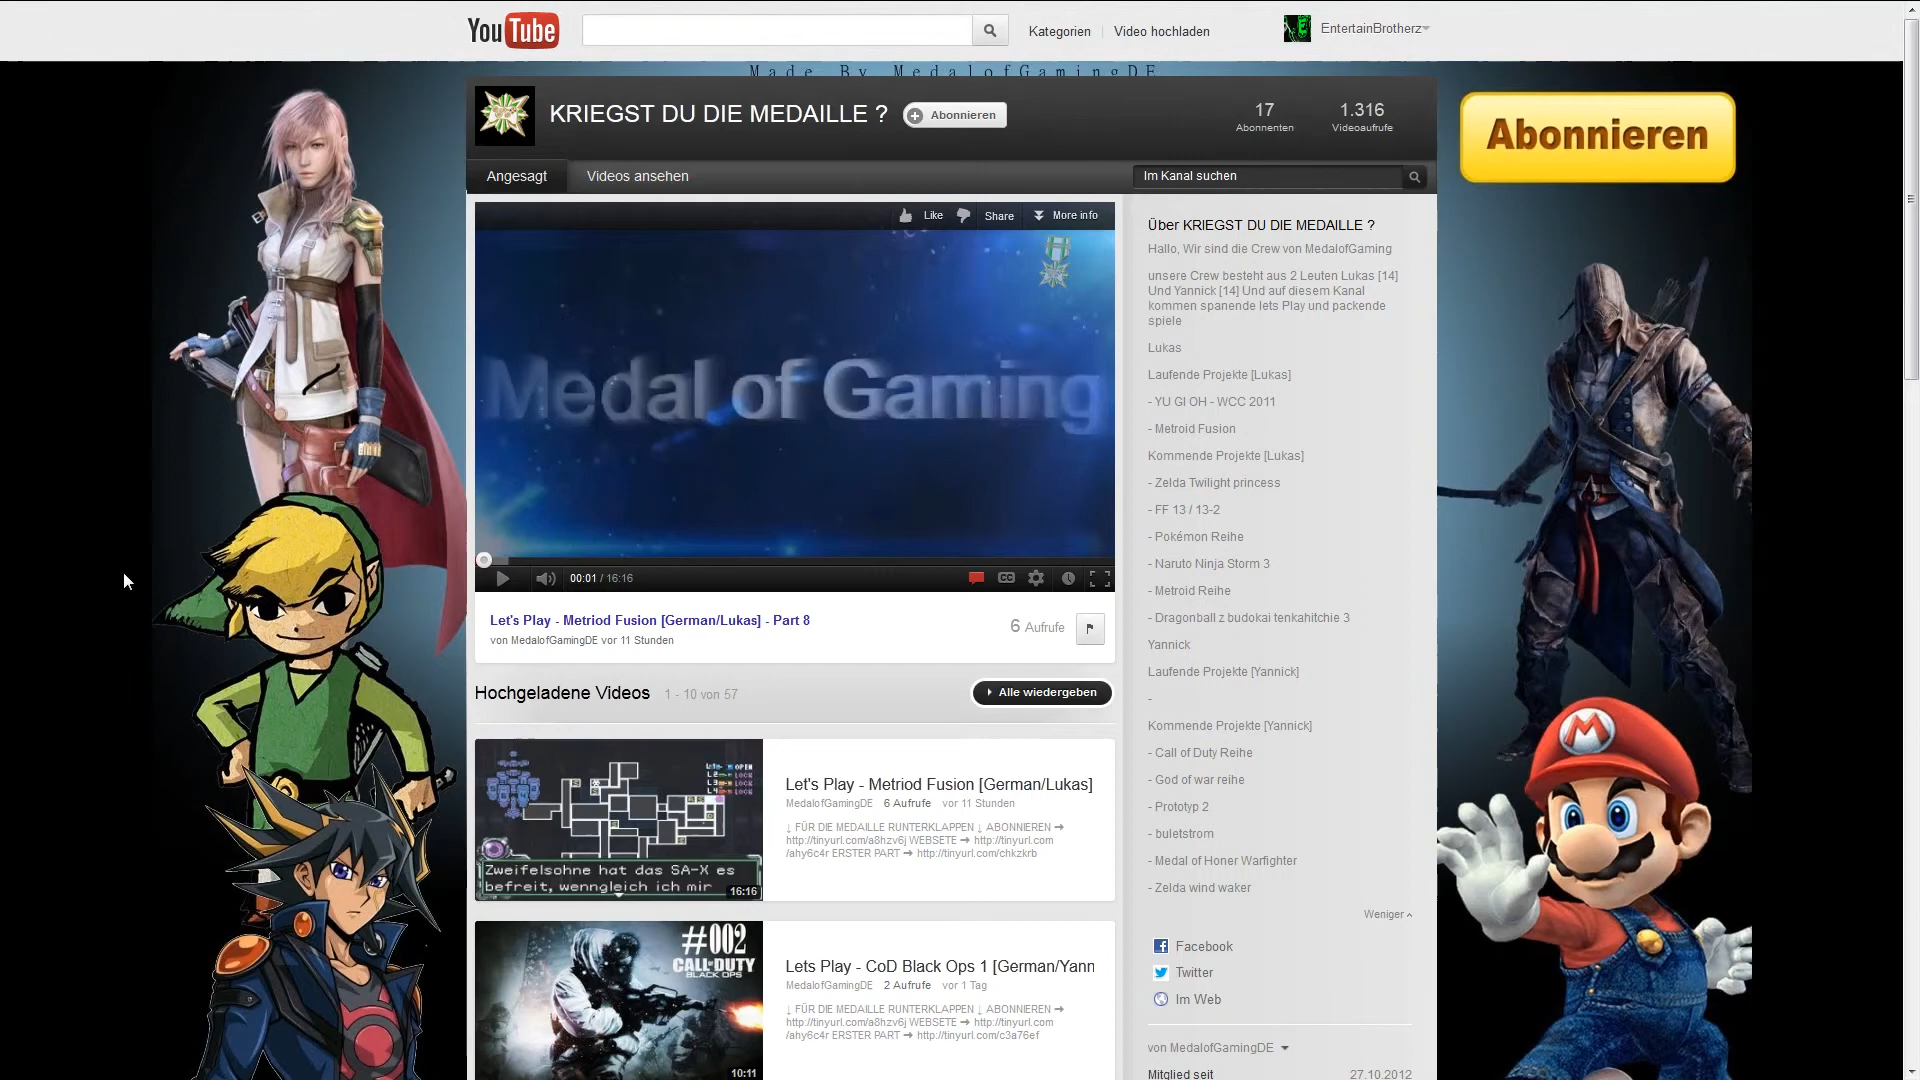 YouTube
Kategorien
Video hochladen
EntertainBrotherz
Made By MedalofGamingDE
KRIEGST DU DIE MEDAILLE ?
Abonnieren
17
Abonnenten
1.316
Videoaufrufe
Abonnieren
Angesagt
Videos ansehen
Im Kanal suchen
Like
Share
More info
Medal of Gaming
00:01 / 16:16
CC
Let's Play - Metriod Fusion [German/Lukas] - Part 8
von MedalofGamingDE vor 11 Stunden
6 Aufrufe
Hochgeladene Videos
1 - 10 von 57
Alle wiedergeben
OPEN
LOCK
LOCK
LOCK
Zweifelsohne hat das SA-X es
befreit, wenngleich ich mir
16:16
Let's Play - Metriod Fusion [German/Lukas]
MedalofGamingDE 6 Aufrufe vor 11 Stunden
↓ FÜR DIE MEDAILLE RUNTERKLAPPEN ↓ ABONNIEREN ➔
http://tinyurl.com/a8hzv6j WEBSETE ➔ http://tinyurl.com
/ahy6c4r ERSTER PART ➔ http://tinyurl.com/chkzkrb
#002
CALL OF DUTY
BLACK OPS
10:11
Lets Play - CoD Black Ops 1 [German/Yann
MedalofGamingDE 2 Aufrufe vor 1 Tag
↓ FÜR DIE MEDAILLE RUNTERKLAPPEN ↓ ABONNIEREN ➔
http://tinyurl.com/a8hzv6j WEBSETE ➔ http://tinyurl.com
/ahy6c4r ERSTER PART ➔ http://tinyurl.com/c3a76ef
Über KRIEGST DU DIE MEDAILLE ?
Hallo, Wir sind die Crew von MedalofGaming
unsere Crew besteht aus 2 Leuten Lukas [14]
Und Yannick [14] Und auf diesem Kanal
kommen spanende lets Play und packende
spiele
Lukas
Laufende Projekte [Lukas]
- YU GI OH - WCC 2011
- Metroid Fusion
Kommende Projekte [Lukas]
- Zelda Twilight princess
- FF 13 / 13-2
- Pokémon Reihe
- Naruto Ninja Storm 3
- Metroid Reihe
- Dragonball z budokai tenkahitchie 3
Yannick
Laufende Projekte [Yannick]
-
Kommende Projekte [Yannick]
- Call of Duty Reihe
- God of war reihe
- Prototyp 2
- buletstrom
- Medal of Honer Warfighter
- Zelda wind waker
Weniger
Facebook
Twitter
Im Web
von MedalofGamingDE
Mitglied seit
27.10.2012
M